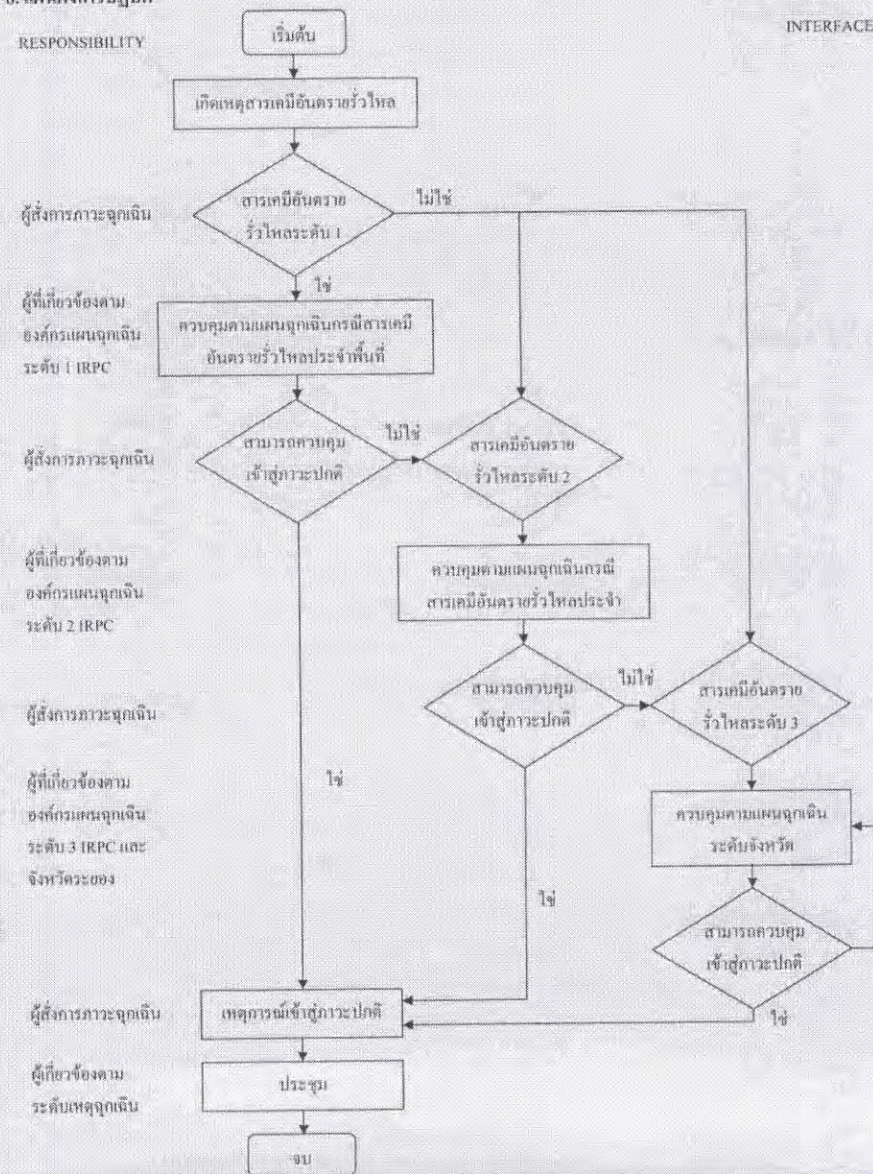 RESPONSIBILITY
INTERFACE
เริ่มต้น
เกิดเหตุสารเคมีอันตรายรั่วไหล
ผู้สั่งการภาวะฉุกเฉิน
สารเคมีอันตราย
รั่วไหลระดับ 1
ไม่ใช่
ใช่
ผู้ที่เกี่ยวข้องตาม
องค์กรแผนฉุกเฉิน
ระดับ 1 IRPC
ควบคุมตามแผนฉุกเฉินกรณีสารเคมี
อันตรายรั่วไหลประจำพื้นที่
ผู้สั่งการภาวะฉุกเฉิน
สามารถควบคุม
เข้าสู่ภาวะปกติ
ไม่ใช่
สารเคมีอันตราย
รั่วไหลระดับ 2
ผู้ที่เกี่ยวข้องตาม
องค์กรแผนฉุกเฉิน
ระดับ 2 IRPC
ควบคุมตามแผนฉุกเฉินกรณี
สารเคมีอันตรายรั่วไหลประจำ
ผู้สั่งการภาวะฉุกเฉิน
สามารถควบคุม
เข้าสู่ภาวะปกติ
ไม่ใช่
สารเคมีอันตราย
รั่วไหลระดับ 3
ใช่
ผู้ที่เกี่ยวข้องตาม
องค์กรแผนฉุกเฉิน
ระดับ 3 IRPC และ
จังหวัดระยอง
ควบคุมตามแผนฉุกเฉิน
ระดับจังหวัด
ใช่
สามารถควบคุม
เข้าสู่ภาวะปกติ
ใช่
ผู้สั่งการภาวะฉุกเฉิน
เหตุการณ์เข้าสู่ภาวะปกติ
ผู้เกี่ยวข้องตาม
ระดับเหตุฉุกเฉิน
ประชุม
จบ